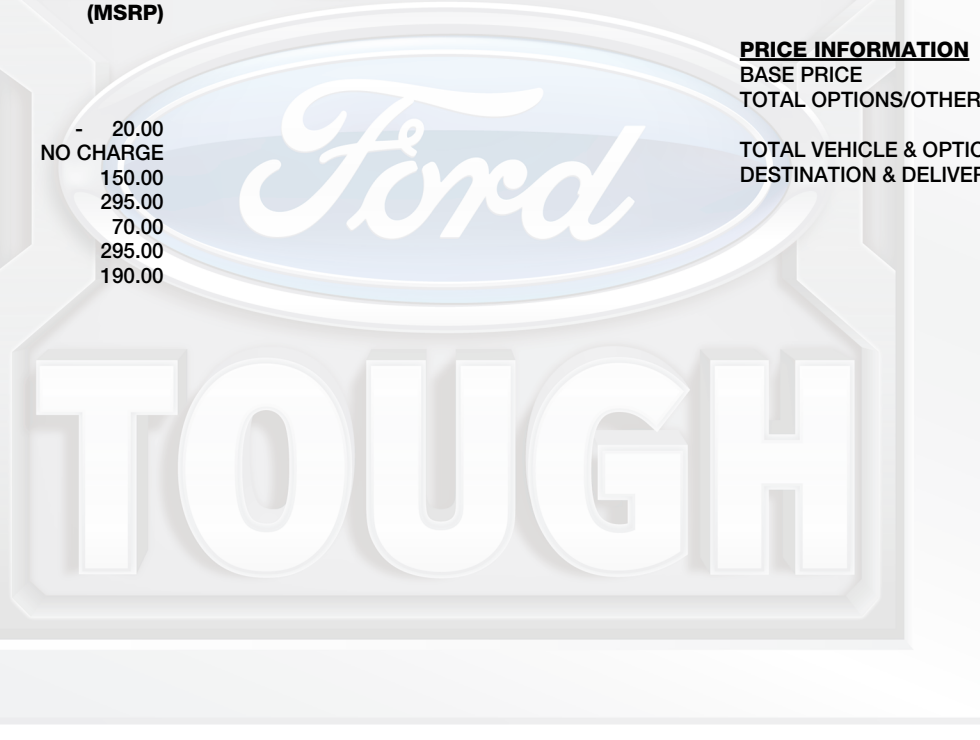 (MSRP)
- 20.00
NO CHARGE
150.00
295.00
70.00
295.00
190.00
PRICE INFORMATION
BASE PRICE
TOTAL OPTIONS/OTHER
TOTAL VEHICLE & OPTIO
DESTINATION & DELIVER
Ford
TOUGH